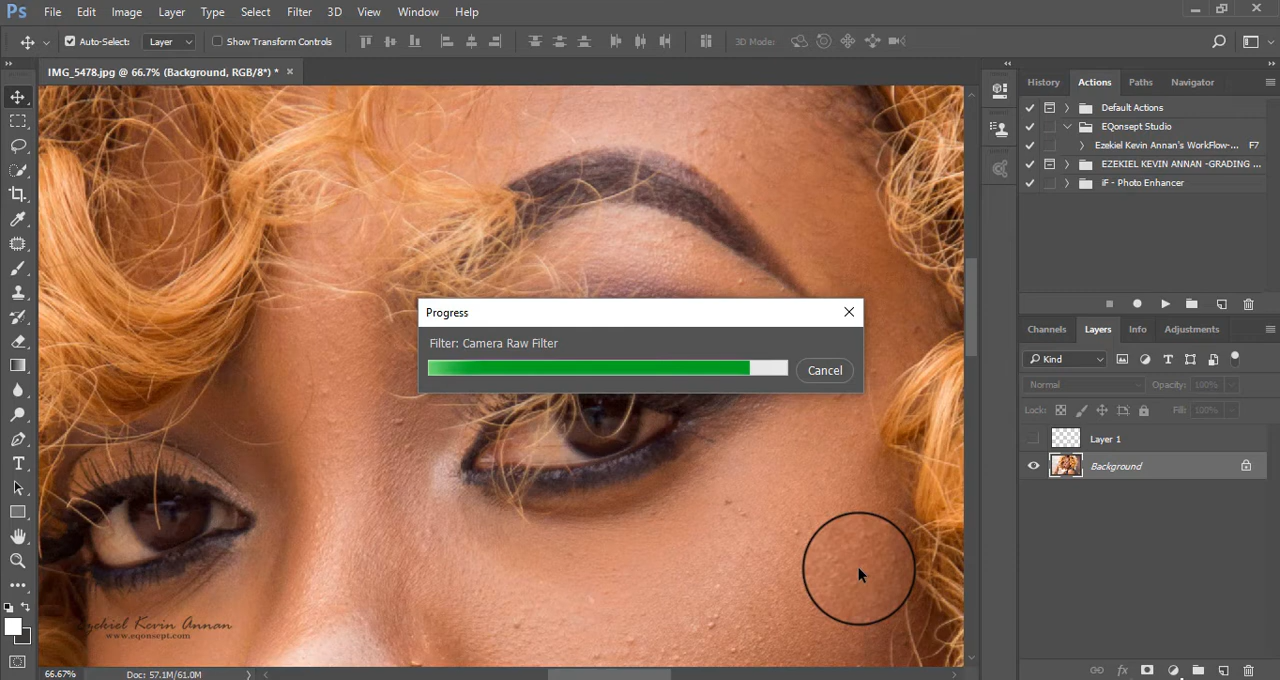 Ps File Edit Image Layer Type Select Filter 3D View Window Help
Auto-Select: Layer Show Transform Controls 3D Mode:
IMG_5478.jpg @ 66.7% (Background, RGB/8*) * ×
History Actions Paths Navigator
Default Actions
EQonsept Studio
Ezekiel Kevin Annan's WorkFlow-... F7
EZEKIEL KEVIN ANNAN -GRADING ...
iF - Photo Enhancer
Progress
Filter: Camera Raw Filter
Cancel
Channels Layers Info Adjustments
Kind
Normal Opacity: 100%
Lock: Fill: 100%
Layer 1
Background
Ezekiel Kevin Annan
www.eqonsept.com
66.67% Doc: 57.1M/61.0M